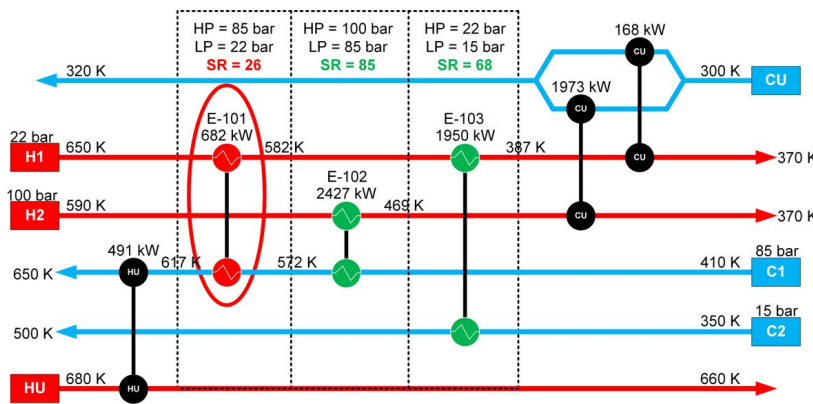 HP = 85 bar
LP = 22 bar
SR = 26
HP = 100 bar
LP = 85 bar
SR = 85
HP = 22 bar
LP = 15 bar
SR = 68
168 kW
CU
320 K
300 K
CU
1973 kW
CU
E-101
682 kW
E-103
1950 kW
22 bar
H1
650 K
582 K
387 K
CU
370 K
E-102
2427 kW
100 bar
H2
590 K
469 K
CU
370 K
491 kW
85 bar
650 K
HU
617 K
572 K
410 K
C1
15 bar
500 K
350 K
C2
HU
680 K
HU
660 K